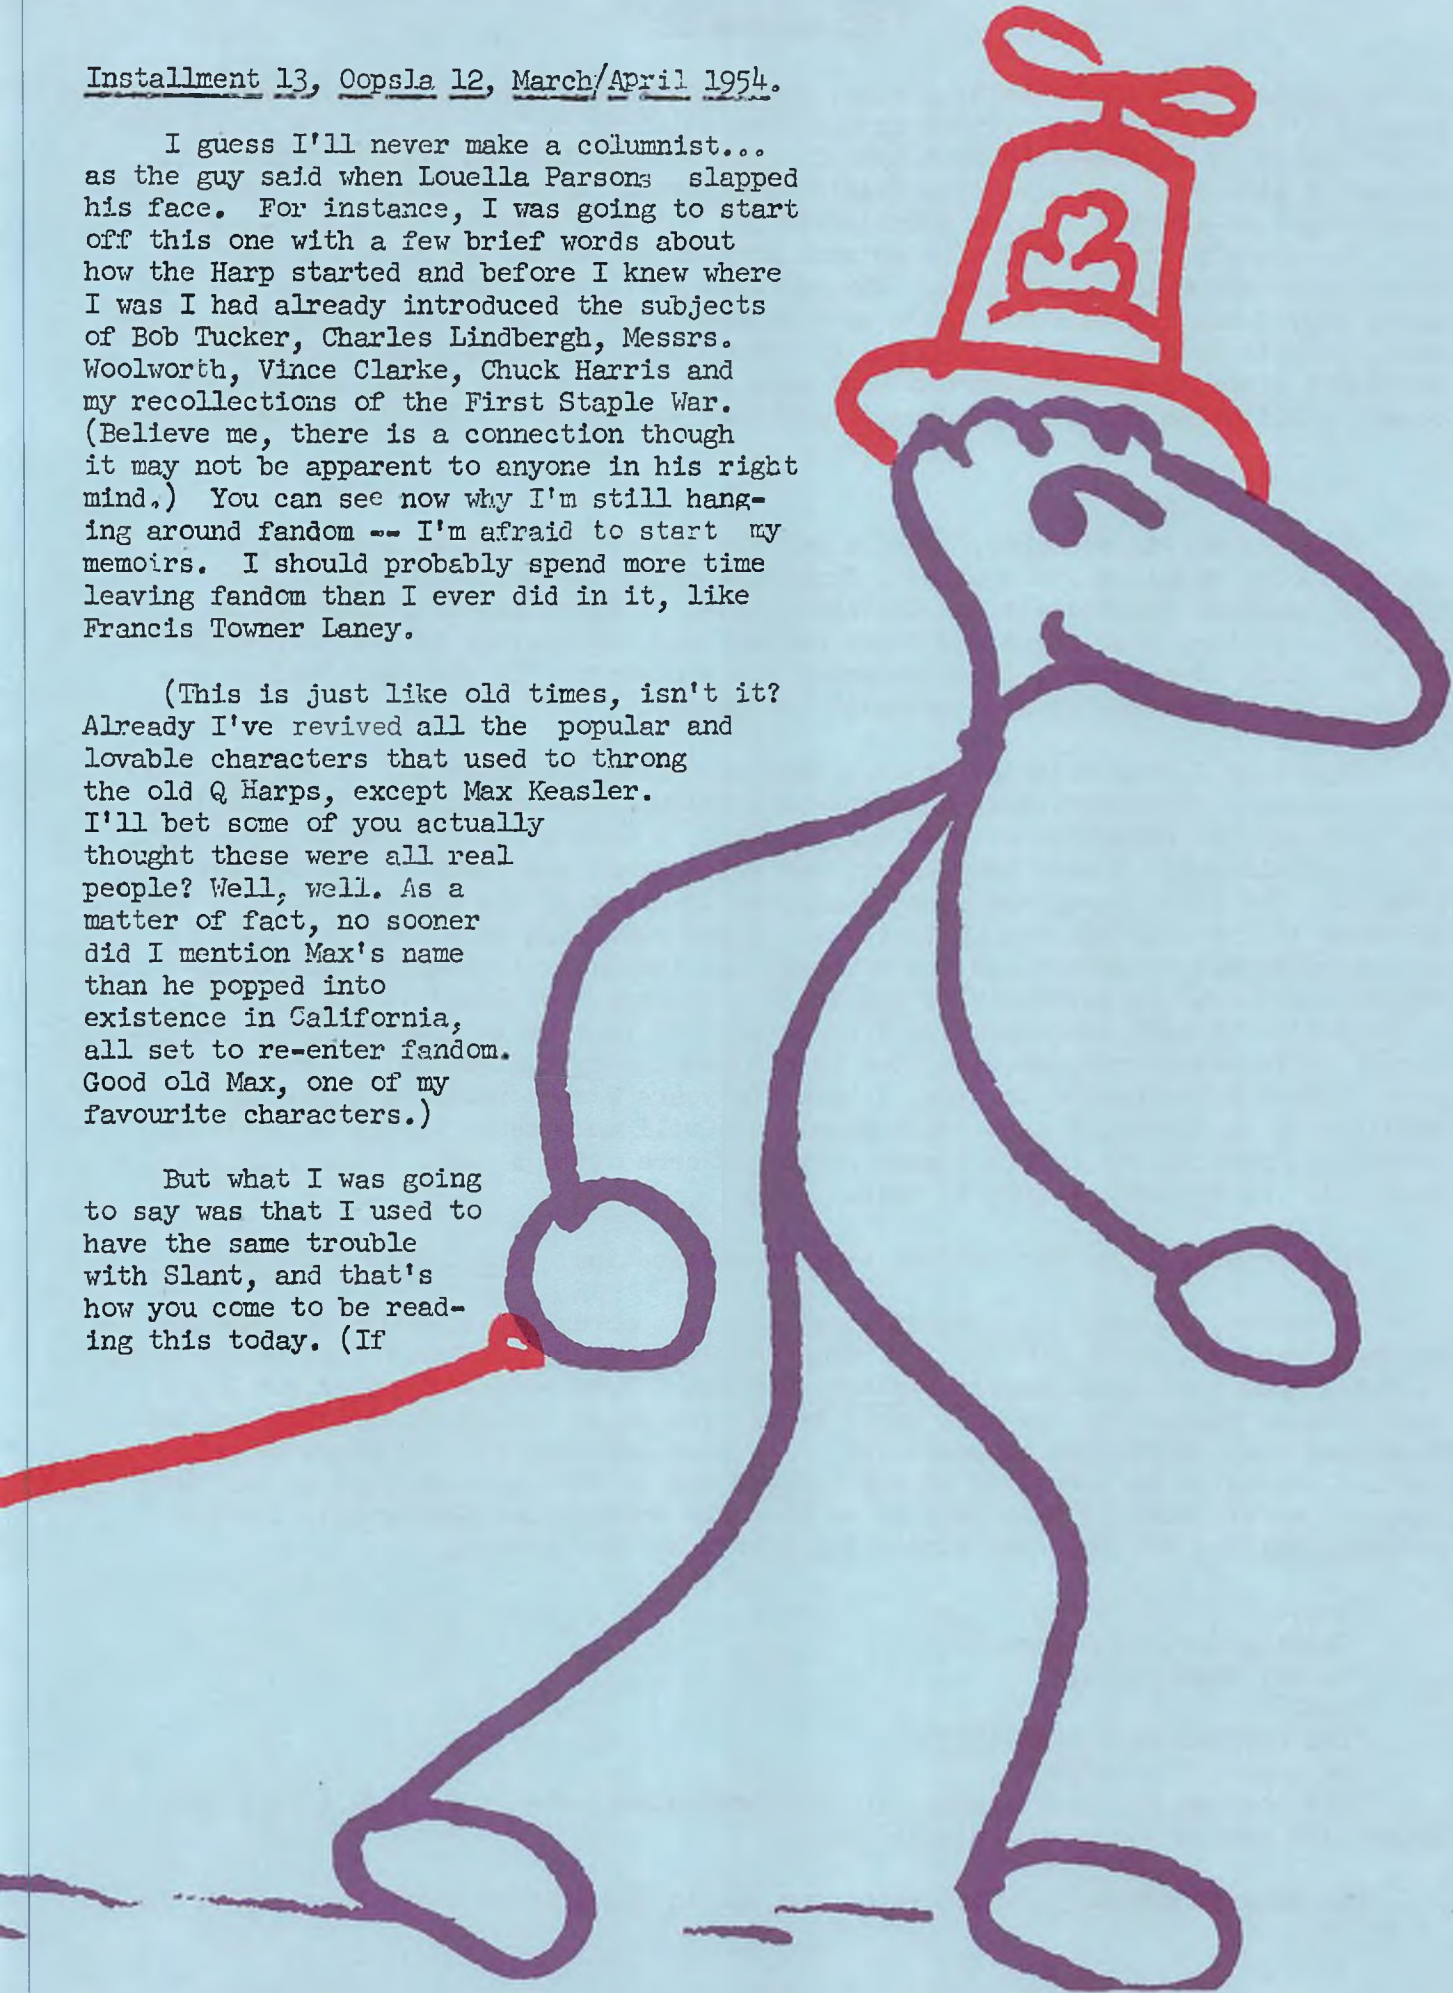 Installment 13, Oopsla 12, March/April 1954.
I guess I'll never make a columnist...
as the guy said when Louella Parsons slapped
his face. For instance, I was going to start
off this one with a few brief words about
how the Harp started and before I knew where
I was I had already introduced the subjects
of Bob Tucker, Charles Lindbergh, Messrs.
Woolworth, Vince Clarke, Chuck Harris and
my recollections of the First Staple War.
(Believe me, there is a connection though
it may not be apparent to anyone in his right
mind.) You can see now why I'm still hang-
ing around fandom -- I'm afraid to start my
memoirs. I should probably spend more time
leaving fandom than I ever did in it, like
Francis Towner Laney.
(This is just like old times, isn't it?
Already I've revived all the popular and
lovable characters that used to throng
the old Q Harps, except Max Keasler.
I'll bet some of you actually
thought these were all real
people? Well, well. As a
matter of fact, no sooner
did I mention Max's name
than he popped into
existence in California,
all set to re-enter fandom.
Good old Max, one of my
favourite characters.)
But what I was going
to say was that I used to
have the same trouble
with Slant, and that's
how you come to be read-
ing this today. (If